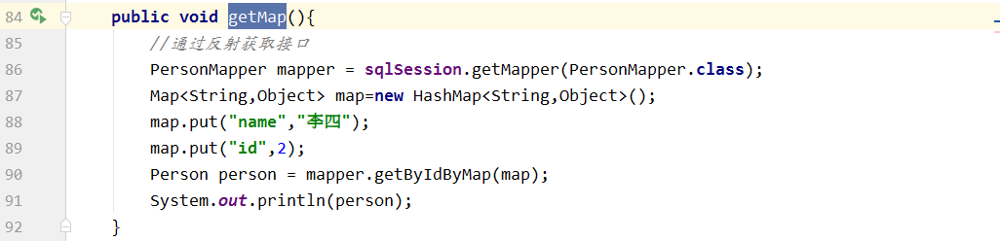 84 public void getMap(){
85 //通过反射获取接口
86 PersonMapper mapper = sqlSession.getMapper(PersonMapper.class);
87 Map<String,Object> map=new HashMap<String,Object>();
88 map.put("name","李四");
89 map.put("id",2);
90 Person person = mapper.getByIdByMap(map);
91 System.out.println(person);
92 }